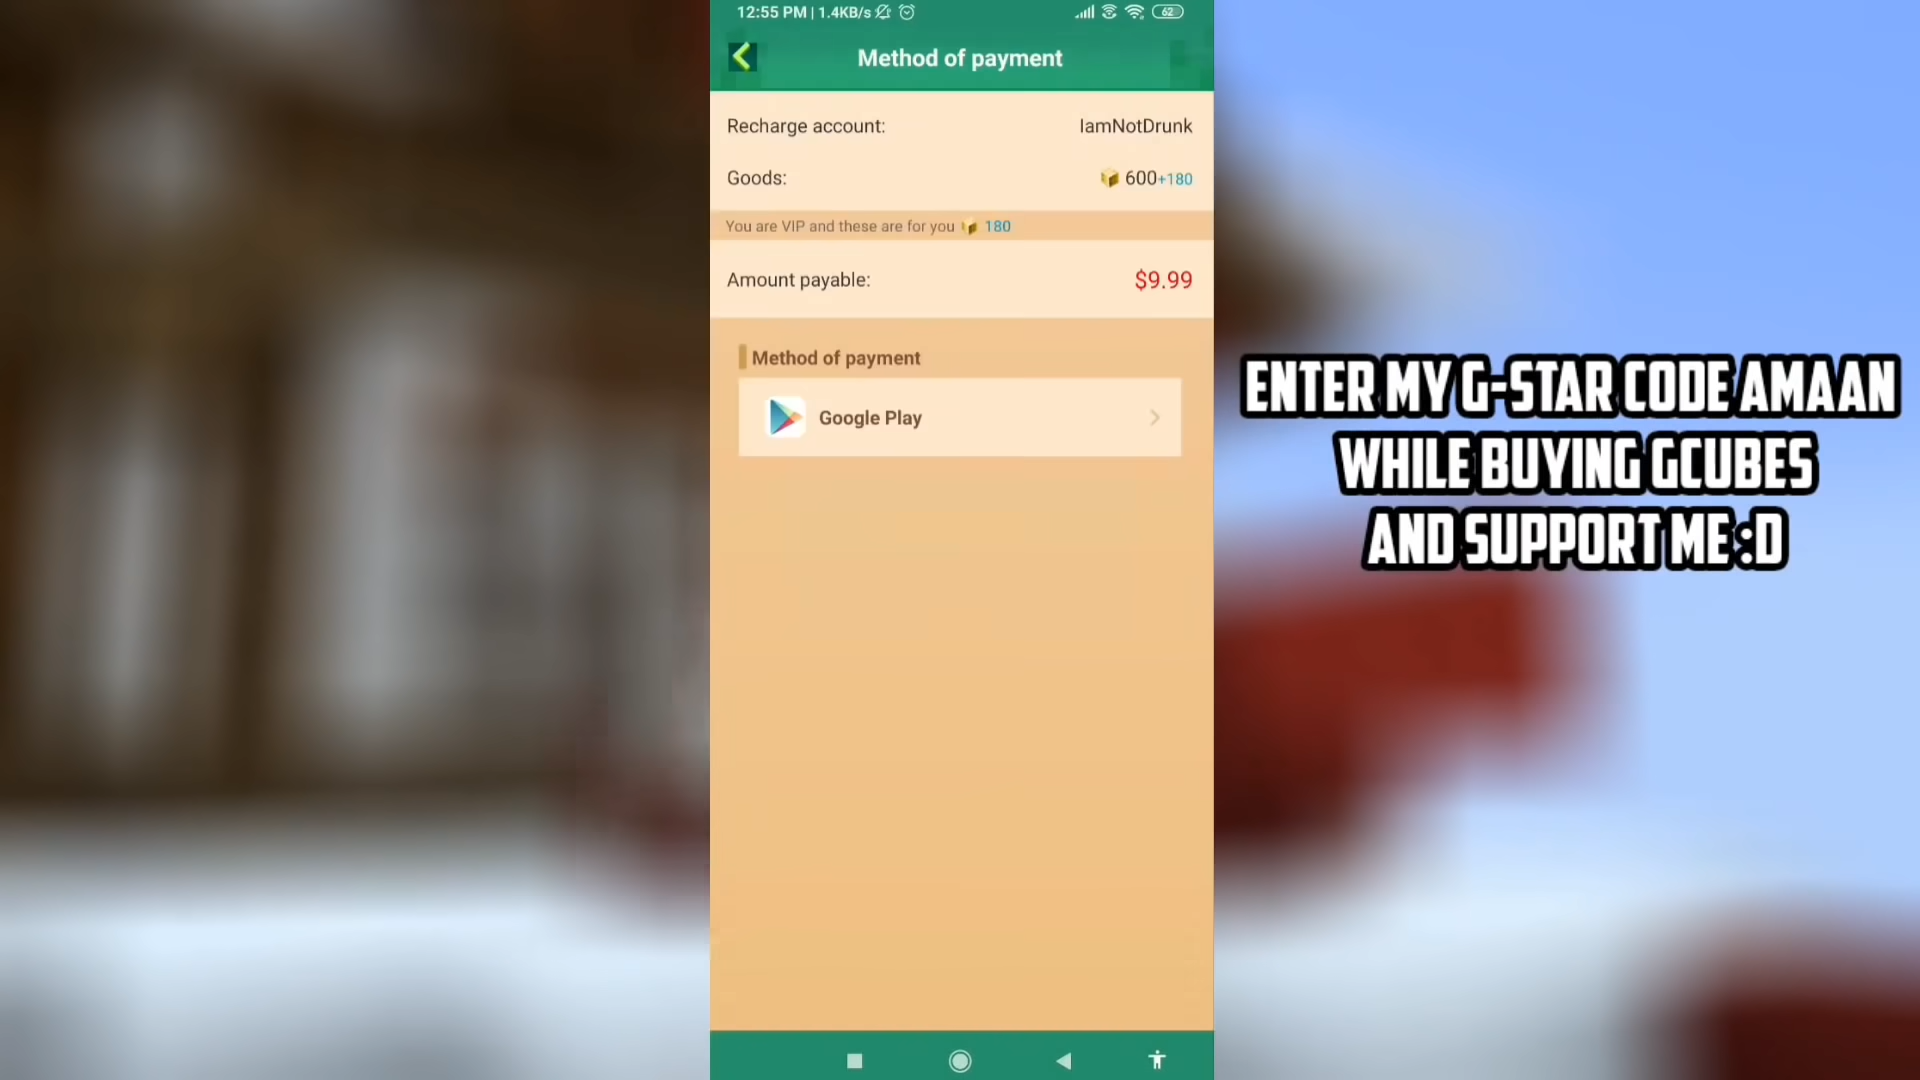 12:55 PM | 1.4KB/s 62
Method of payment
Recharge account: IamNotDrunk
Goods: 600+180
You are VIP and these are for you 180
Amount payable: $9.99
Method of payment
Google Play
ENTER MY G-STAR CODE AMAAN
WHILE BUYING GCUBES
AND SUPPORT ME :D